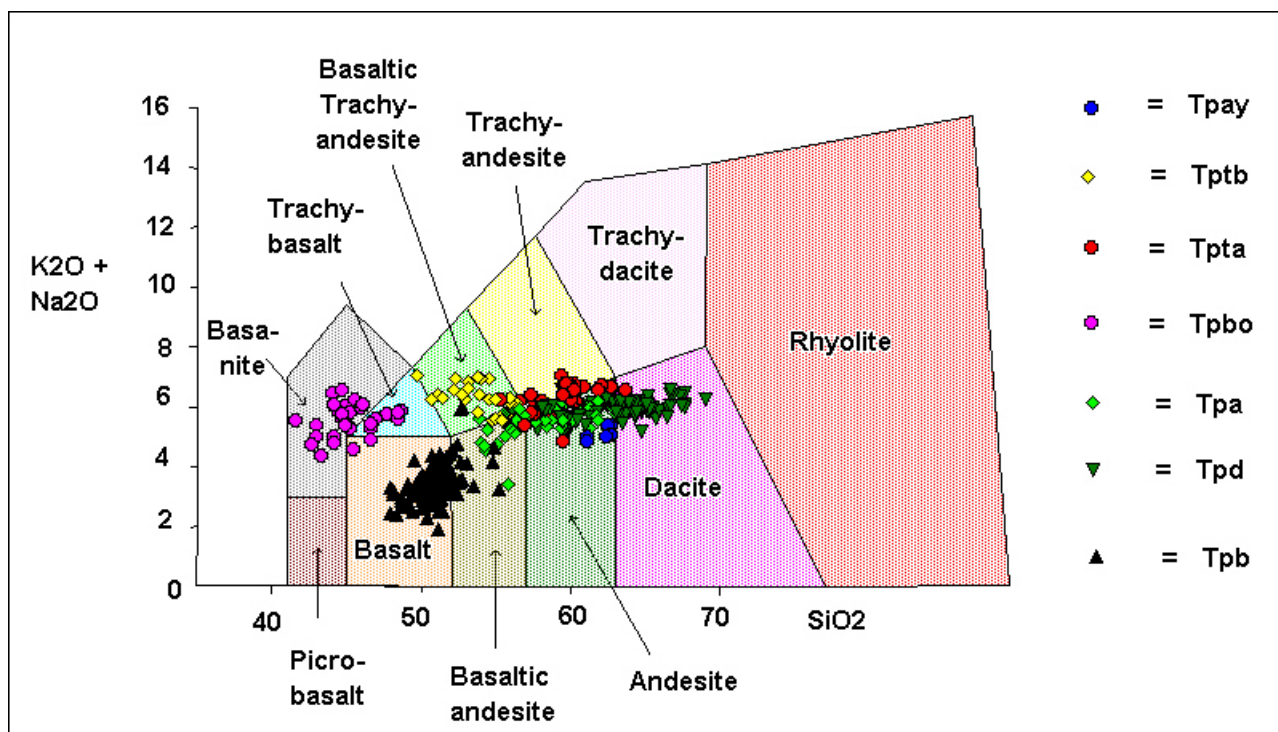 Basaltic
Trachy-
andesite
Trachy-
andesite
Trachy-
basalt
Trachy-
dacite
Basa-
nite
Rhyolite
Basalt
Dacite
Picro-
basalt
Basaltic
andesite
Andesite
K2O +
Na2O
16
14
12
10
8
6
4
2
0
40
50
60
70
SiO2
= Tpay
= Tptb
= Tpta
= Tpbo
= Tpa
= Tpd
= Tpb